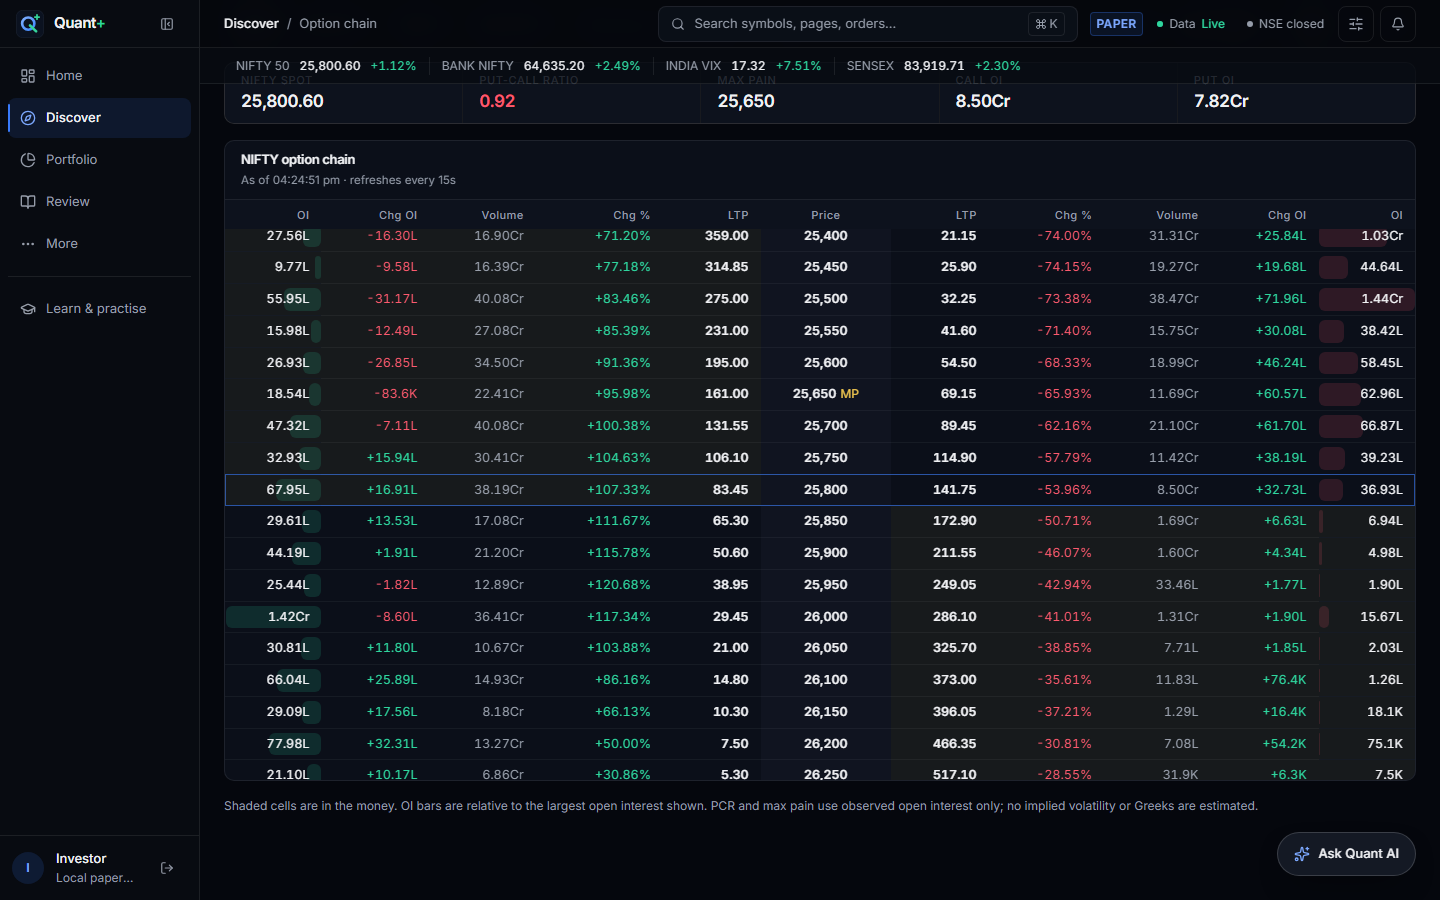 Quant+
Discover / Option chain
Search symbols, pages, orders...
⌘ K
PAPER
Data Live
NSE closed
Home
Discover
Portfolio
Review
More
Learn & practise
NIFTY 50 25,800.60 +1.12% BANK NIFTY 64,635.20 +2.49% INDIA VIX 17.32 +7.51% SENSEX 83,919.71 +2.30%
NIFTY SPOT PUT-CALL RATIO MAX PAIN CALL OI PUT OI
25,800.60 0.92 25,650 8.50Cr 7.82Cr
NIFTY option chain
As of 04:24:51 pm · refreshes every 15s
OI Chg OI Volume Chg % LTP Price LTP Chg % Volume Chg OI OI
27.56L -16.30L 16.90Cr +71.20% 359.00 25,400 21.15 -74.00% 31.31Cr +25.84L 1.03Cr
9.77L -9.58L 16.39Cr +77.18% 314.85 25,450 25.90 -74.15% 19.27Cr +19.68L 44.64L
55.95L -31.17L 40.08Cr +83.46% 275.00 25,500 32.25 -73.38% 38.47Cr +71.96L 1.44Cr
15.98L -12.49L 27.08Cr +85.39% 231.00 25,550 41.60 -71.40% 15.75Cr +30.08L 38.42L
26.93L -26.85L 34.50Cr +91.36% 195.00 25,600 54.50 -68.33% 18.99Cr +46.24L 58.45L
18.54L -83.6K 22.41Cr +95.98% 161.00 25,650 MP 69.15 -65.93% 11.69Cr +60.57L 62.96L
47.32L -7.11L 40.08Cr +100.38% 131.55 25,700 89.45 -62.16% 21.10Cr +61.70L 66.87L
32.93L +15.94L 30.41Cr +104.63% 106.10 25,750 114.90 -57.79% 11.42Cr +38.19L 39.23L
67.95L +16.91L 38.19Cr +107.33% 83.45 25,800 141.75 -53.96% 8.50Cr +32.73L 36.93L
29.61L +13.53L 17.08Cr +111.67% 65.30 25,850 172.90 -50.71% 1.69Cr +6.63L 6.94L
44.19L +1.91L 21.20Cr +115.78% 50.60 25,900 211.55 -46.07% 1.60Cr +4.34L 4.98L
25.44L -1.82L 12.89Cr +120.68% 38.95 25,950 249.05 -42.94% 33.46L +1.77L 1.90L
1.42Cr -8.60L 36.41Cr +117.34% 29.45 26,000 286.10 -41.01% 1.31Cr +1.90L 15.67L
30.81L +11.80L 10.67Cr +103.88% 21.00 26,050 325.70 -38.85% 7.71L +1.85L 2.03L
66.04L +25.89L 14.93Cr +86.16% 14.80 26,100 373.00 -35.61% 11.83L +76.4K 1.26L
29.09L +17.56L 8.18Cr +66.13% 10.30 26,150 396.05 -37.21% 1.29L +16.4K 18.1K
77.98L +32.31L 13.27Cr +50.00% 7.50 26,200 466.35 -30.81% 7.08L +54.2K 75.1K
21.10L +10.17L 6.86Cr +30.86% 5.30 26,250 517.10 -28.55% 31.9K +6.3K 7.5K
Shaded cells are in the money. OI bars are relative to the largest open interest shown. PCR and max pain use observed open interest only; no implied volatility or Greeks are estimated.
Ask Quant AI
I
Investor
Local paper...